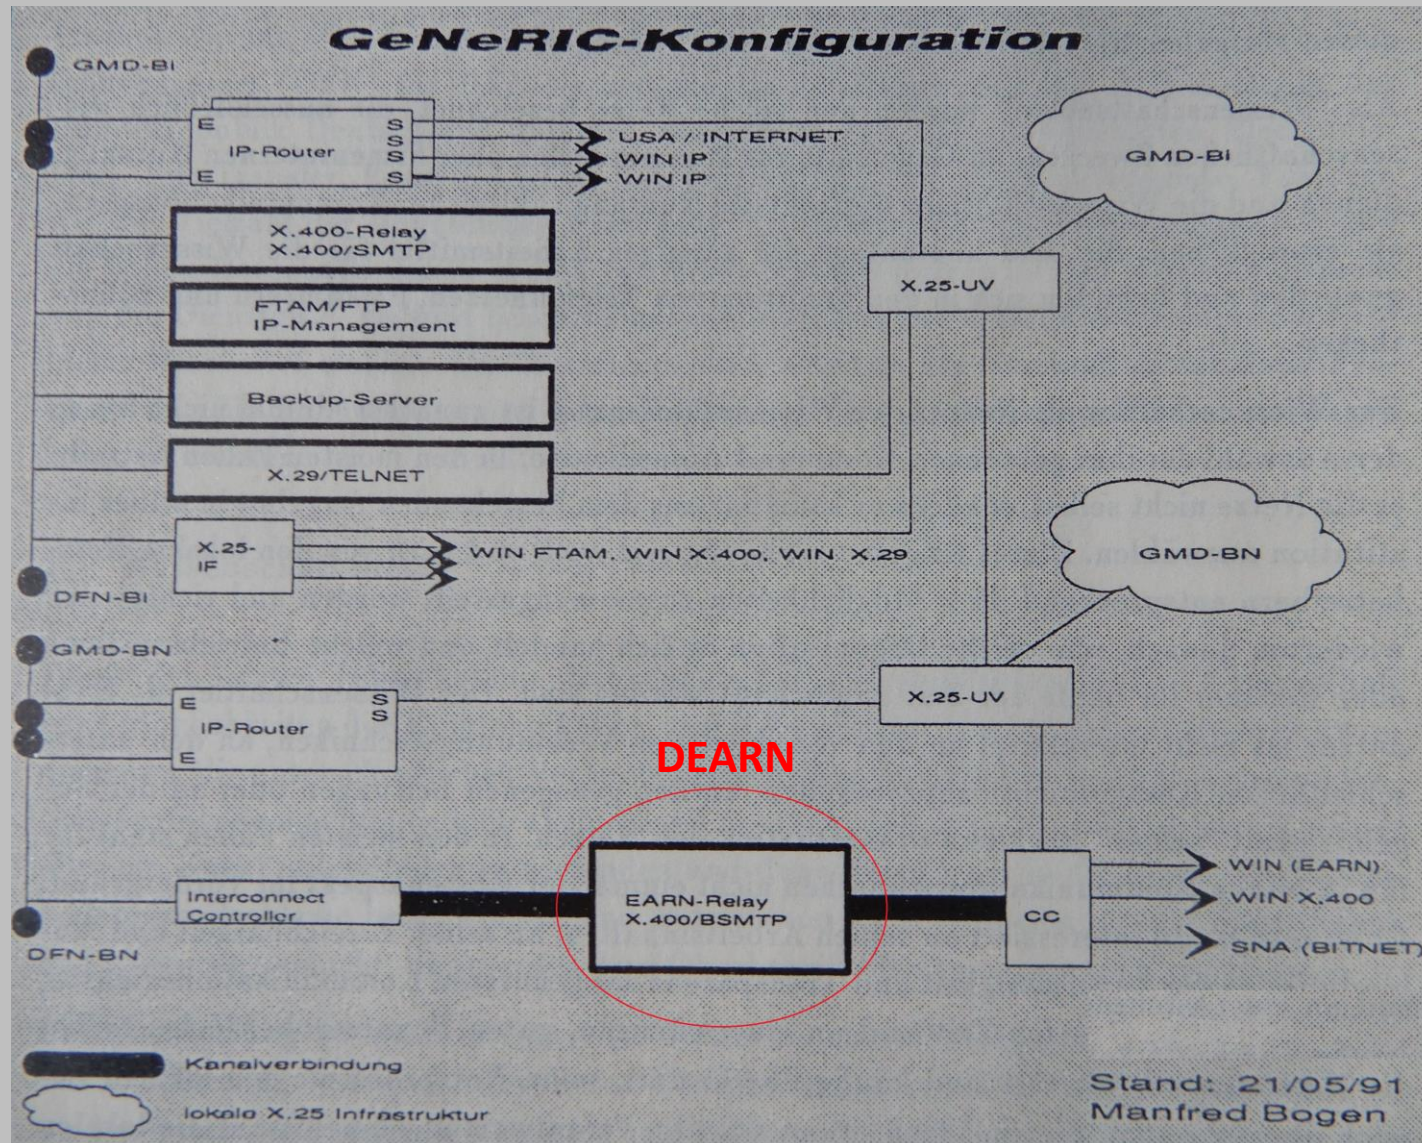 GeNeRIC-Konfiguration
GMD-BI
E
S
IP-Router
S
S
E
S
USA / INTERNET
WIN IP
WIN IP
GMD-BI
X.400-Relay
X.400/SMTP
FTAM/FTP
IP-Management
X.25-UV
Backup-Server
X.29/TELNET
X.25-
IF
WIN FTAM, WIN X.400, WIN X.29
GMD-BN
DFN-BI
GMD-BN
E
S
S
IP-Router
E
X.25-UV
DEARN
Interconnect
Controller
EARN-Relay
X.400/BSMTP
CC
WIN (EARN)
WIN X.400
SNA (BITNET)
DFN-BN
Kanalverbindung
lokale X.25 Infrastruktur
Stand: 21/05/91
Manfred Bogen